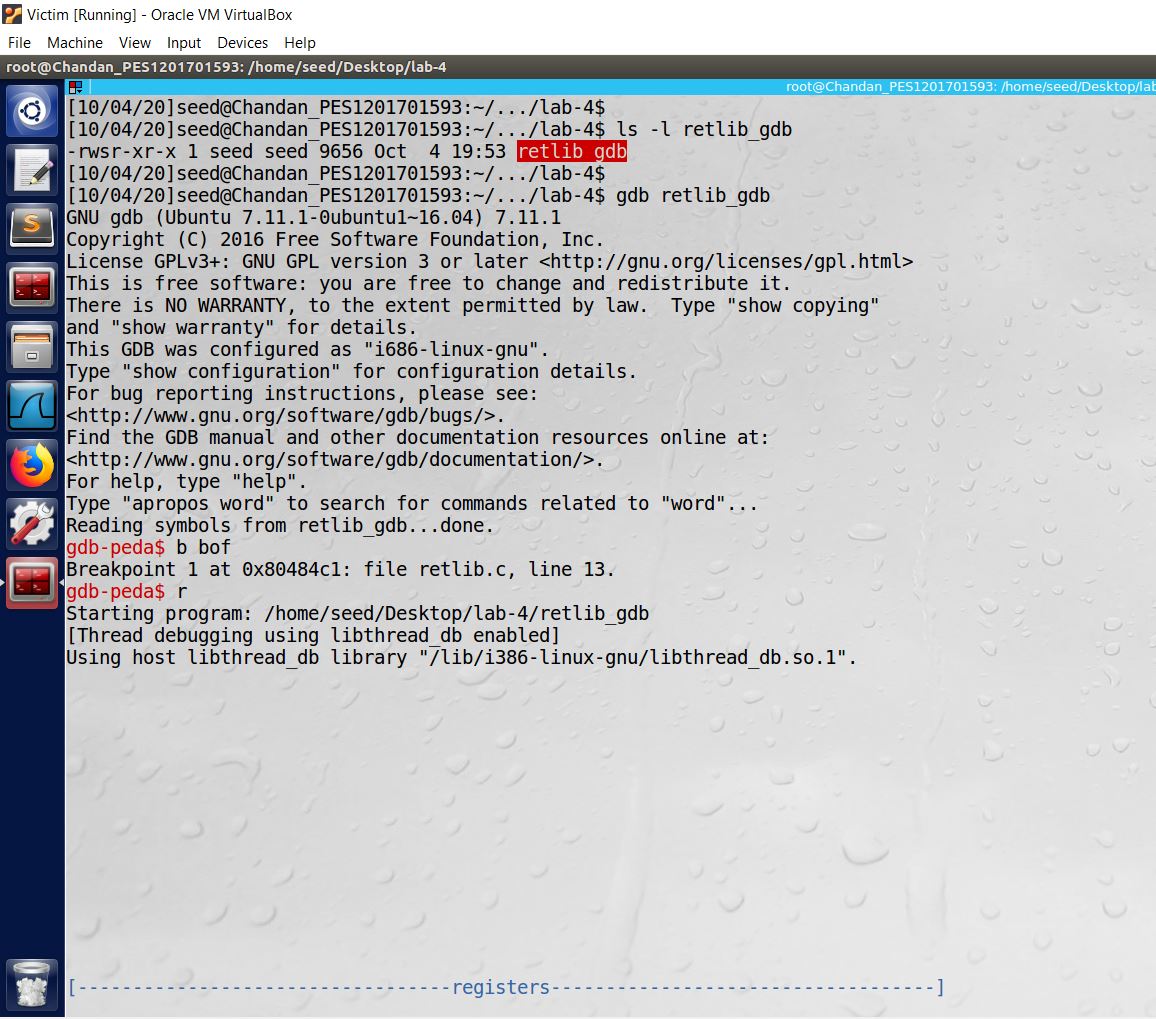 Victim [Running] - Oracle VM VirtualBox
File Machine View Input Devices Help
root@Chandan_PES1201701593: /home/seed/Desktop/lab-4
root@Chandan_PES1201701593: /home/seed/Desktop/lab
[10/04/20]seed@Chandan_PES1201701593:~/.../lab-4$
[10/04/20]seed@Chandan_PES1201701593:~/.../lab-4$ ls -l retlib_gdb
-rwsr-xr-x 1 seed seed 9656 Oct  4 19:53 retlib_gdb
[10/04/20]seed@Chandan_PES1201701593:~/.../lab-4$
[10/04/20]seed@Chandan_PES1201701593:~/.../lab-4$ gdb retlib_gdb
GNU gdb (Ubuntu 7.11.1-0ubuntu1~16.04) 7.11.1
Copyright (C) 2016 Free Software Foundation, Inc.
License GPLv3+: GNU GPL version 3 or later <http://gnu.org/licenses/gpl.html>
This is free software: you are free to change and redistribute it.
There is NO WARRANTY, to the extent permitted by law.  Type "show copying"
and "show warranty" for details.
This GDB was configured as "i686-linux-gnu".
Type "show configuration" for configuration details.
For bug reporting instructions, please see:
<http://www.gnu.org/software/gdb/bugs/>.
Find the GDB manual and other documentation resources online at:
<http://www.gnu.org/software/gdb/documentation/>.
For help, type "help".
Type "apropos word" to search for commands related to "word"...
Reading symbols from retlib_gdb...done.
gdb-peda$ b bof
Breakpoint 1 at 0x80484c1: file retlib.c, line 13.
gdb-peda$ r
Starting program: /home/seed/Desktop/lab-4/retlib_gdb
[Thread debugging using libthread_db enabled]
Using host libthread_db library "/lib/i386-linux-gnu/libthread_db.so.1".
[----------------------------------registers-----------------------------------]